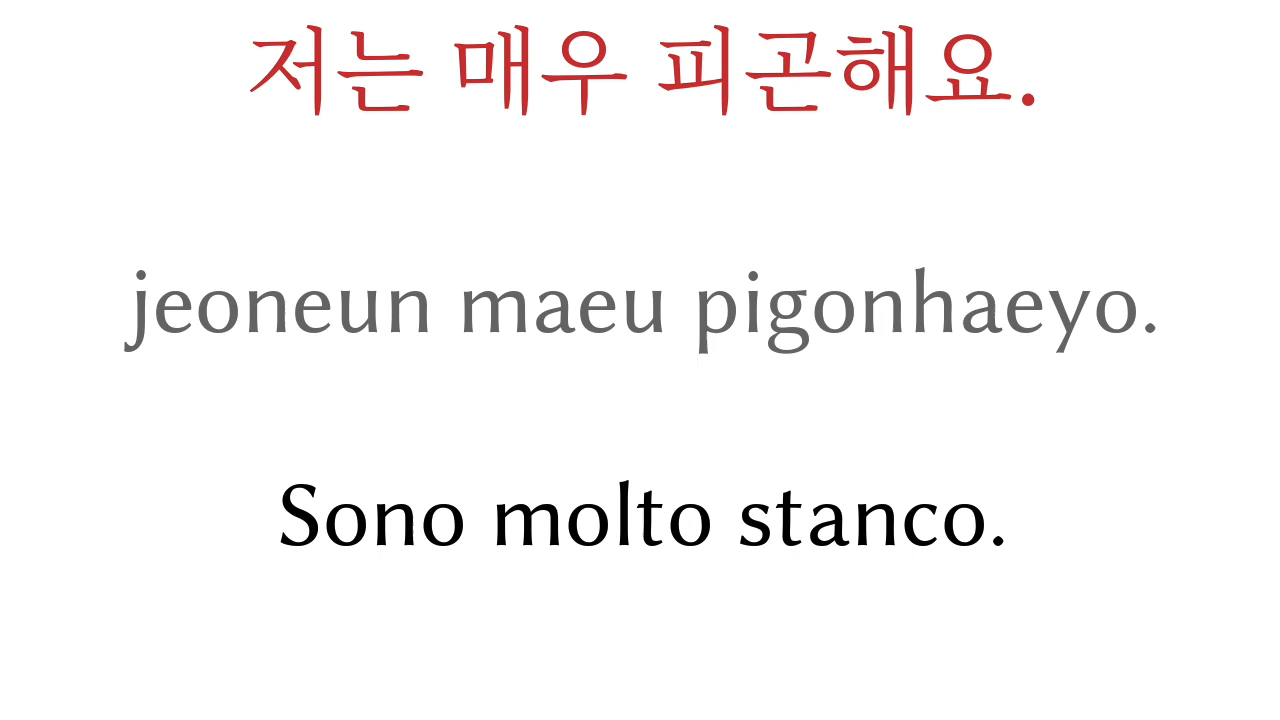 저는 매우 피곤해요.
jeoneun maeu pigonhaeyo.
Sono molto stanco.